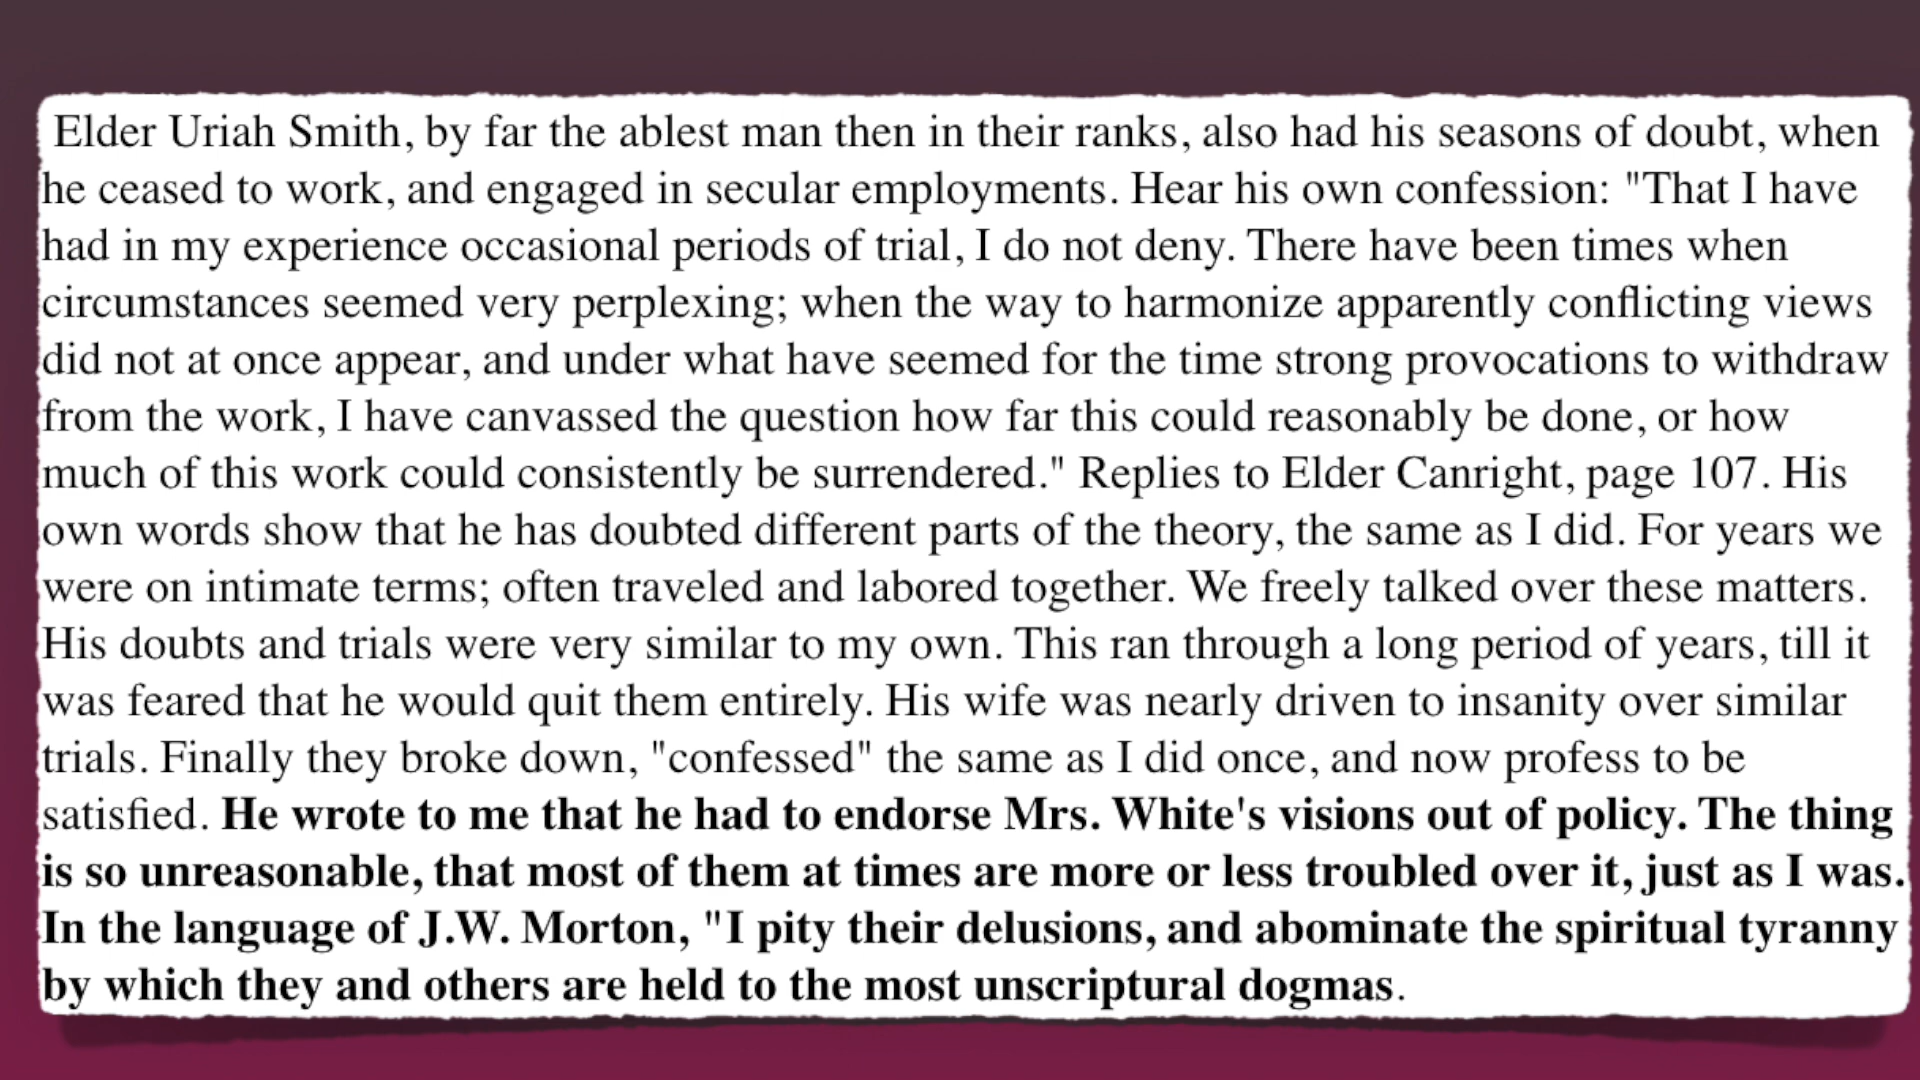 Elder Uriah Smith, by far the ablest man then in their ranks, also had his seasons of doubt, when
he ceased to work, and engaged in secular employments. Hear his own confession: "That I have
had in my experience occasional periods of trial, I do not deny. There have been times when
circumstances seemed very perplexing; when the way to harmonize apparently conflicting views
did not at once appear, and under what have seemed for the time strong provocations to withdraw
from the work, I have canvassed the question how far this could reasonably be done, or how
much of this work could consistently be surrendered." Replies to Elder Canright, page 107. His
own words show that he has doubted different parts of the theory, the same as I did. For years we
were on intimate terms; often traveled and labored together. We freely talked over these matters.
His doubts and trials were very similar to my own. This ran through a long period of years, till it
was feared that he would quit them entirely. His wife was nearly driven to insanity over similar
trials. Finally they broke down, "confessed" the same as I did once, and now profess to be
satisfied. He wrote to me that he had to endorse Mrs. White's visions out of policy. The thing
is so unreasonable, that most of them at times are more or less troubled over it, just as I was.
In the language of J.W. Morton, "I pity their delusions, and abominate the spiritual tyranny
by which they and others are held to the most unscriptural dogmas.